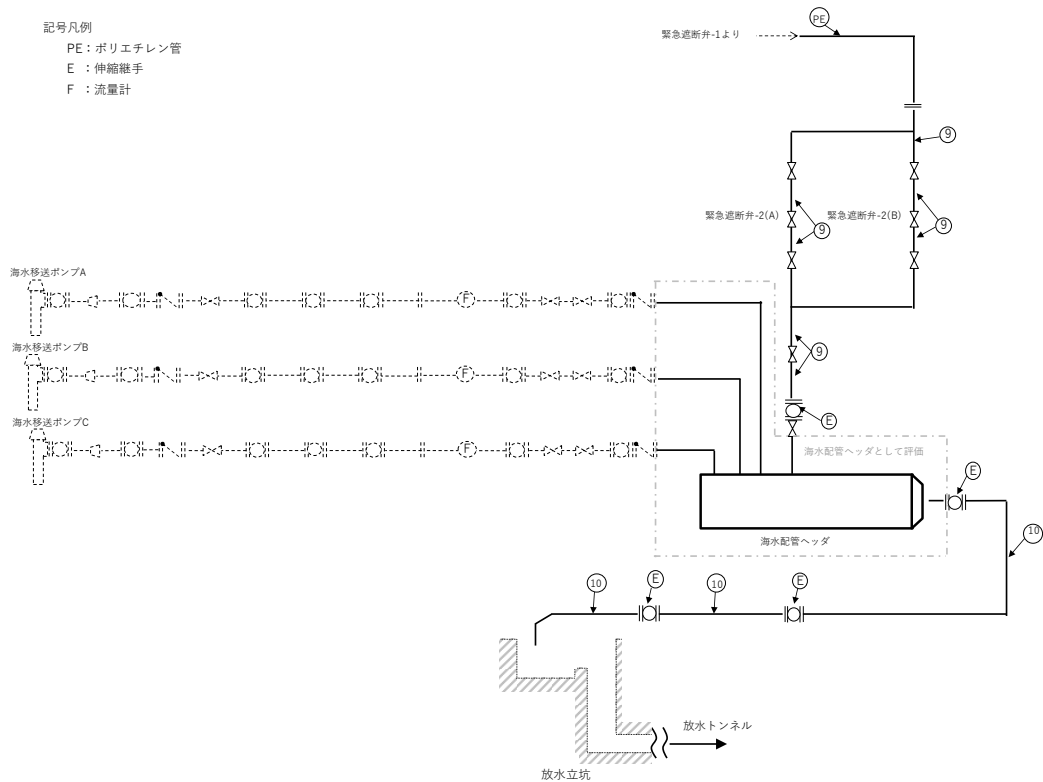 記号凡例
PE：ポリエチレン管
E ：伸縮継手
F ：流量計
PE
緊急遮断弁-1より
9
緊急遮断弁-2(A)
緊急遮断弁-2(B)
9
9
海水移送ポンプA
F
海水移送ポンプB
9
F
海水移送ポンプC
E
F
海水配管ヘッダとして評価
E
海水配管ヘッダ
10
10
E
10
E
放水トンネル
放水立坑